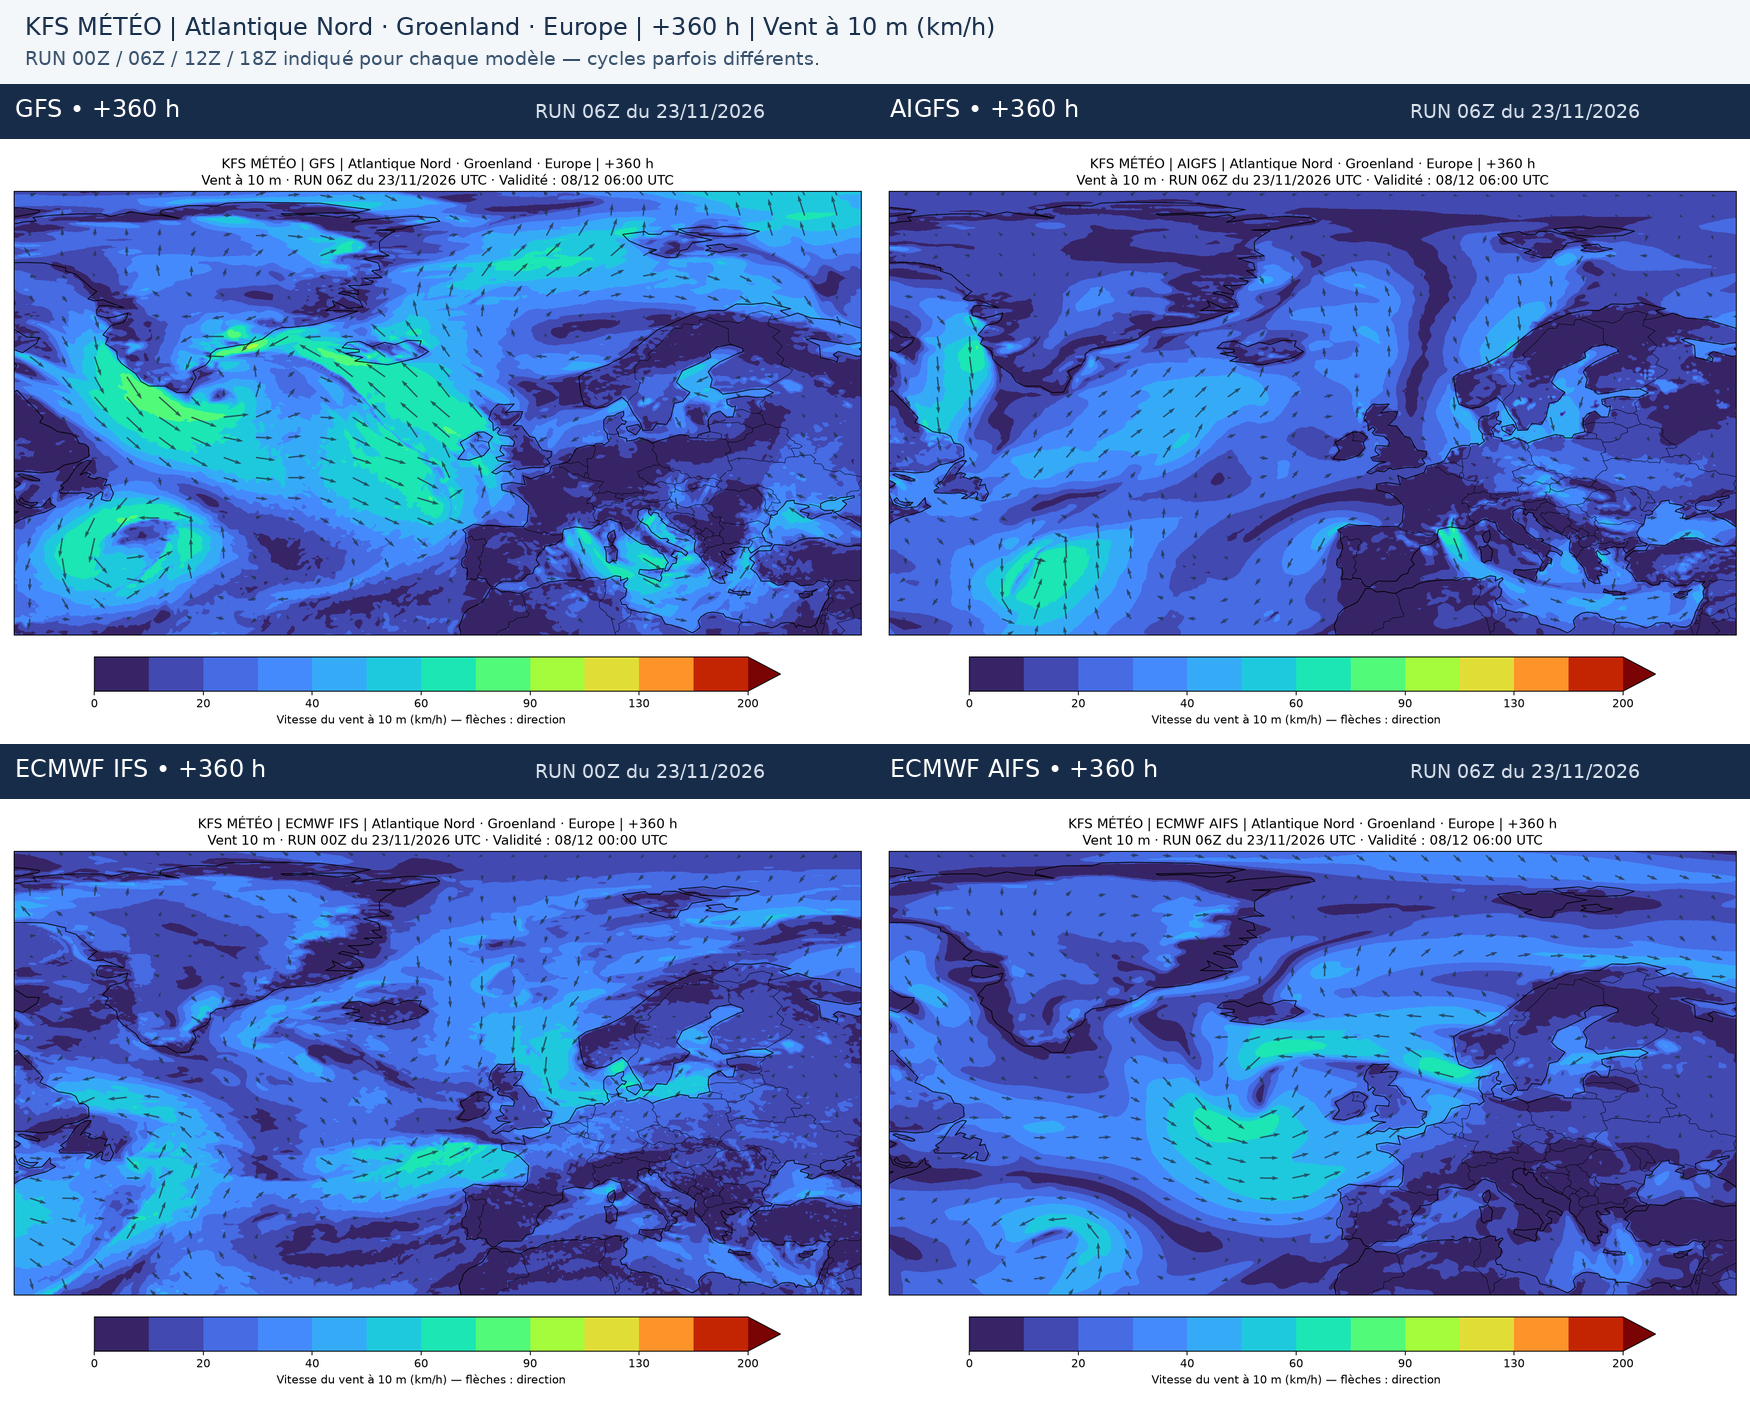 KFS MÉTÉO | Atlantique Nord · Groenland · Europe | +360 h | Vent à 10 m (km/h)
RUN 00Z / 06Z / 12Z / 18Z indiqué pour chaque modèle — cycles parfois différents.
GFS • +360 h RUN 06Z du 23/11/2026
KFS MÉTÉO | GFS | Atlantique Nord · Groenland · Europe | +360 h
Vent à 10 m · RUN 06Z du 23/11/2026 UTC · Validité : 08/12 06:00 UTC
0 20 40 60 90 130 200
Vitesse du vent à 10 m (km/h) — flèches : direction
AIGFS • +360 h RUN 06Z du 23/11/2026
KFS MÉTÉO | AIGFS | Atlantique Nord · Groenland · Europe | +360 h
Vent à 10 m · RUN 06Z du 23/11/2026 UTC · Validité : 08/12 06:00 UTC
0 20 40 60 90 130 200
Vitesse du vent à 10 m (km/h) — flèches : direction
ECMWF IFS • +360 h RUN 00Z du 23/11/2026
KFS MÉTÉO | ECMWF IFS | Atlantique Nord · Groenland · Europe | +360 h
Vent 10 m · RUN 00Z du 23/11/2026 UTC · Validité : 08/12 00:00 UTC
0 20 40 60 90 130 200
Vitesse du vent à 10 m (km/h) — flèches : direction
ECMWF AIFS • +360 h RUN 06Z du 23/11/2026
KFS MÉTÉO | ECMWF AIFS | Atlantique Nord · Groenland · Europe | +360 h
Vent 10 m · RUN 06Z du 23/11/2026 UTC · Validité : 08/12 06:00 UTC
0 20 40 60 90 130 200
Vitesse du vent à 10 m (km/h) — flèches : direction